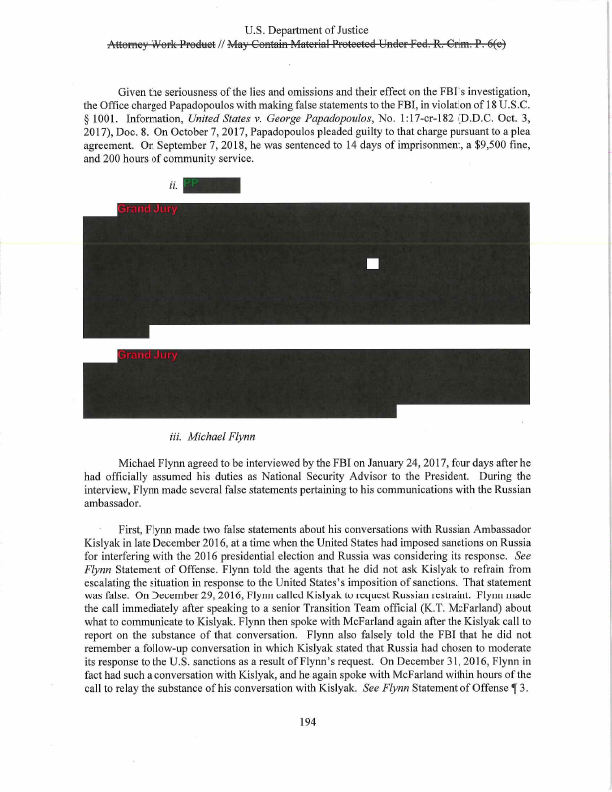 U.S. Department of Justice
Attorney Work Product // May Contain Material Protected Under Fed. R. Crim. P. 6(e)
Given the seriousness of the lies and omissions and their effect on the FBI's investigation,
the Office charged Papadopoulos with making false statements to the FBI, in violation of 18 U.S.C.
§ 1001. Information, United States v. George Papadopoulos, No. 1:17-cr-182 (D.D.C. Oct. 3,
2017), Doc. 8. On October 7, 2017, Papadopoulos pleaded guilty to that charge pursuant to a plea
agreement. On September 7, 2018, he was sentenced to 14 days of imprisonment, a $9,500 fine,
and 200 hours of community service.
ii. PP
Grand Jury
Grand Jury
iii. Michael Flynn
Michael Flynn agreed to be interviewed by the FBI on January 24, 2017, four days after he
had officially assumed his duties as National Security Advisor to the President. During the
interview, Flynn made several false statements pertaining to his communications with the Russian
ambassador.
First, Flynn made two false statements about his conversations with Russian Ambassador
Kislyak in late December 2016, at a time when the United States had imposed sanctions on Russia
for interfering with the 2016 presidential election and Russia was considering its response. See
Flynn Statement of Offense. Flynn told the agents that he did not ask Kislyak to refrain from
escalating the situation in response to the United States's imposition of sanctions. That statement
was false. On December 29, 2016, Flynn called Kislyak to request Russian restraint. Flynn made
the call immediately after speaking to a senior Transition Team official (K.T. McFarland) about
what to communicate to Kislyak. Flynn then spoke with McFarland again after the Kislyak call to
report on the substance of that conversation. Flynn also falsely told the FBI that he did not
remember a follow-up conversation in which Kislyak stated that Russia had chosen to moderate
its response to the U.S. sanctions as a result of Flynn's request. On December 31, 2016, Flynn in
fact had such a conversation with Kislyak, and he again spoke with McFarland within hours of the
call to relay the substance of his conversation with Kislyak. See Flynn Statement of Offense ¶ 3.
194